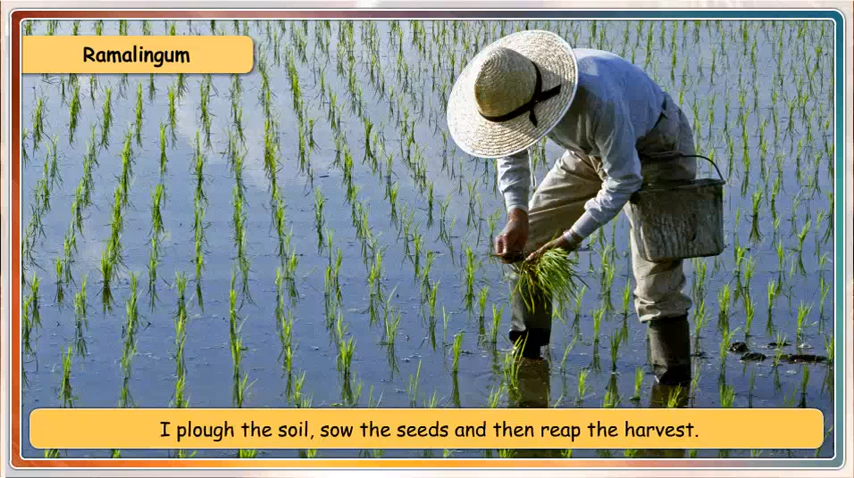 Ramalingum
I plough the soil, sow the seeds and then reap the harvest.